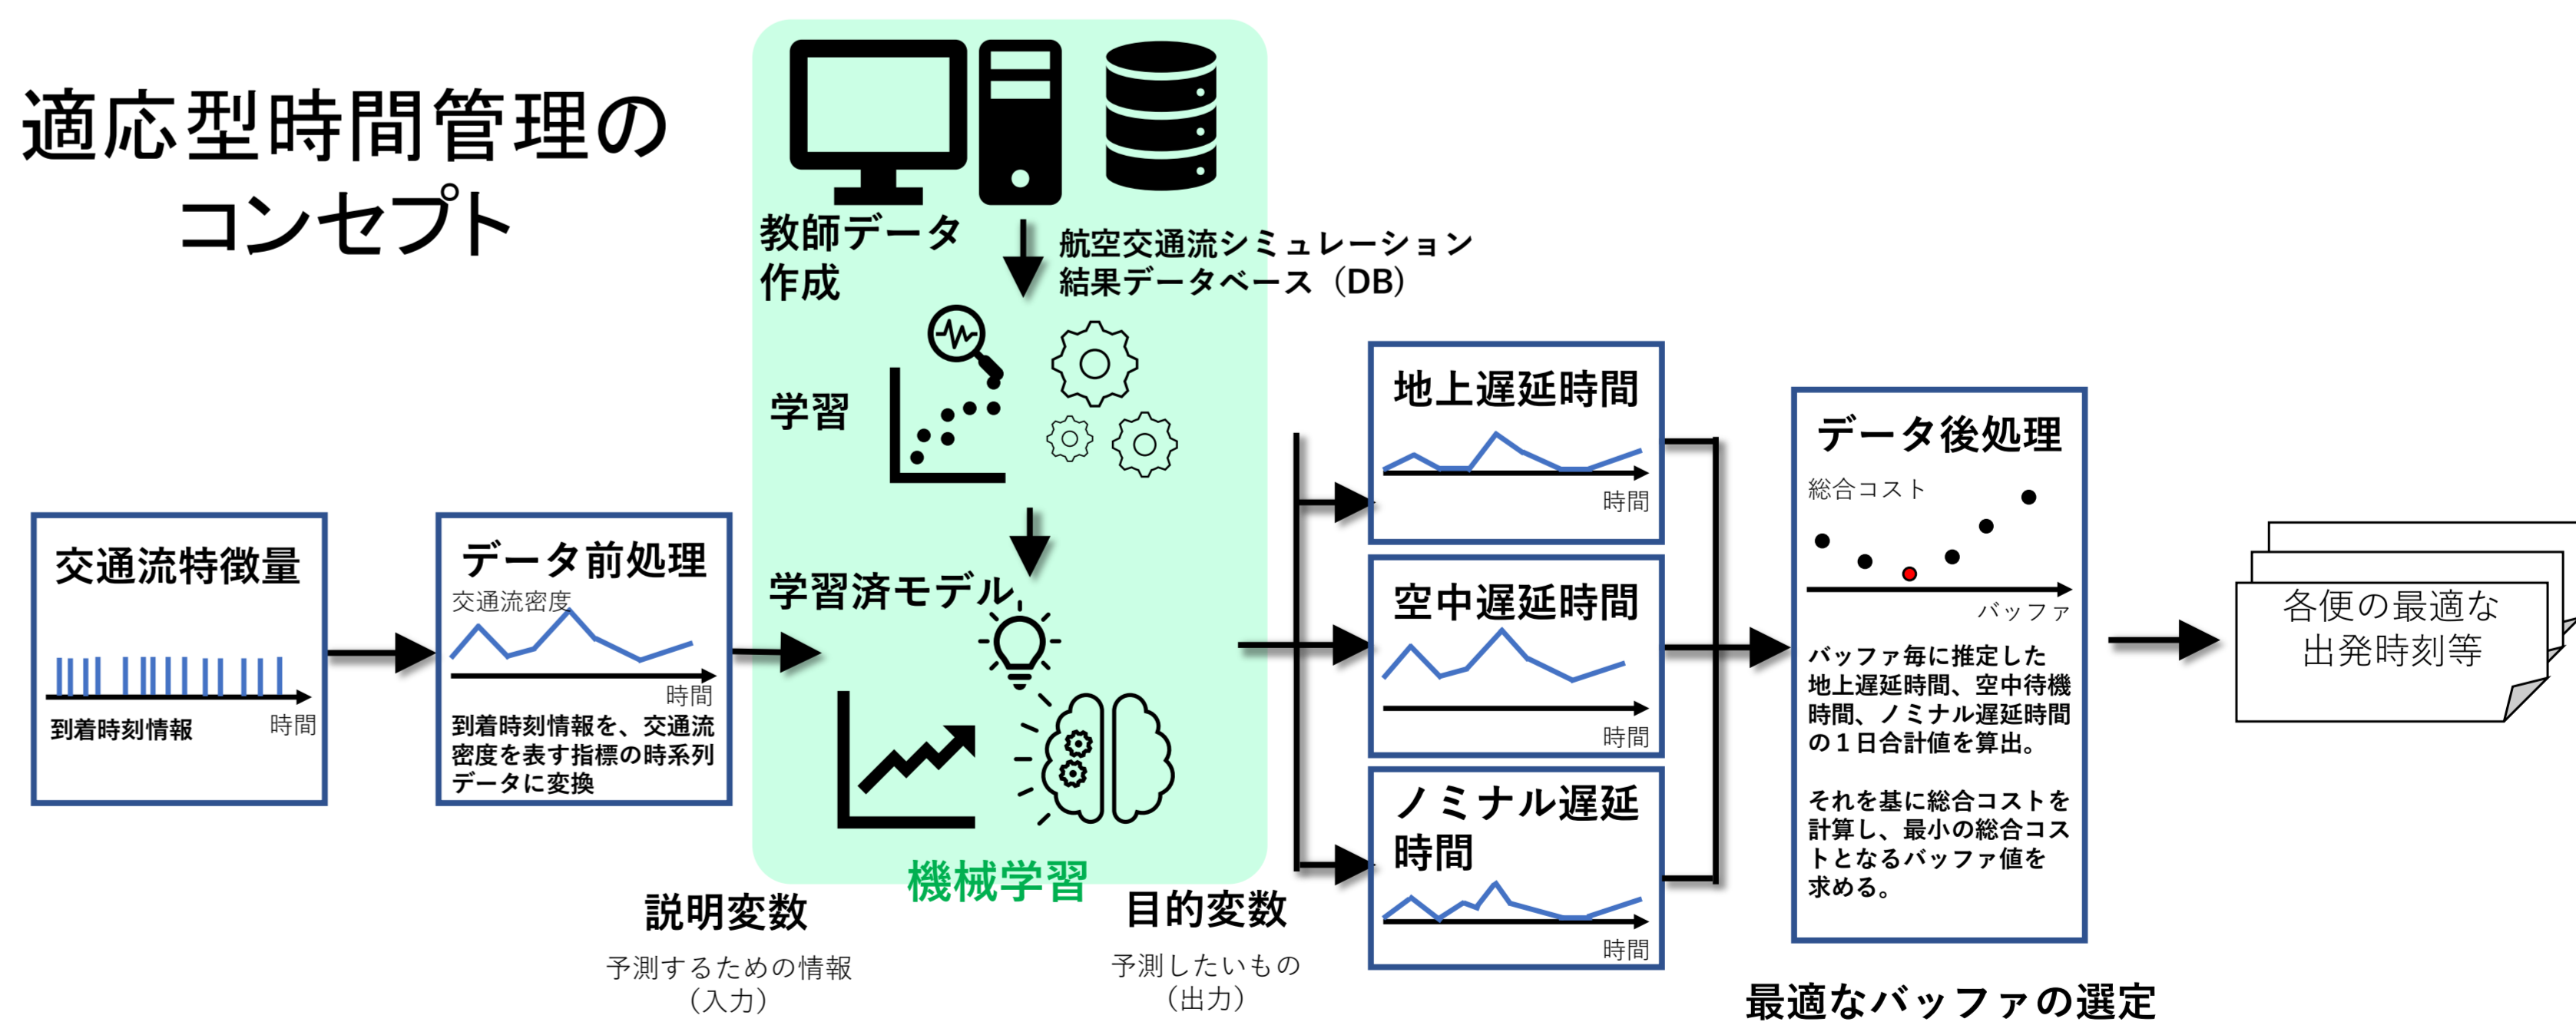 適応型時間管理の
コンセプト
教師データ
作成
航空交通流シミュレーション
結果データベース（DB）
学習
学習済モデル
機械学習
交通流特徴量
到着時刻情報
時間
データ前処理
交通流密度
時間
到着時刻情報を、交通流
密度を表す指標の時系列
データに変換
説明変数
予測するための情報
（入力）
目的変数
予測したいもの
（出力）
地上遅延時間
時間
空中遅延時間
時間
ノミナル遅延
時間
時間
データ後処理
総合コスト
バッファ
バッファ毎に推定した
地上遅延時間、空中待機
時間、ノミナル遅延時間
の１日合計値を算出。
それを基に総合コストを
計算し、最小の総合コス
トとなるバッファ値を
求める。
最適なバッファの選定
各便の最適な
出発時刻等